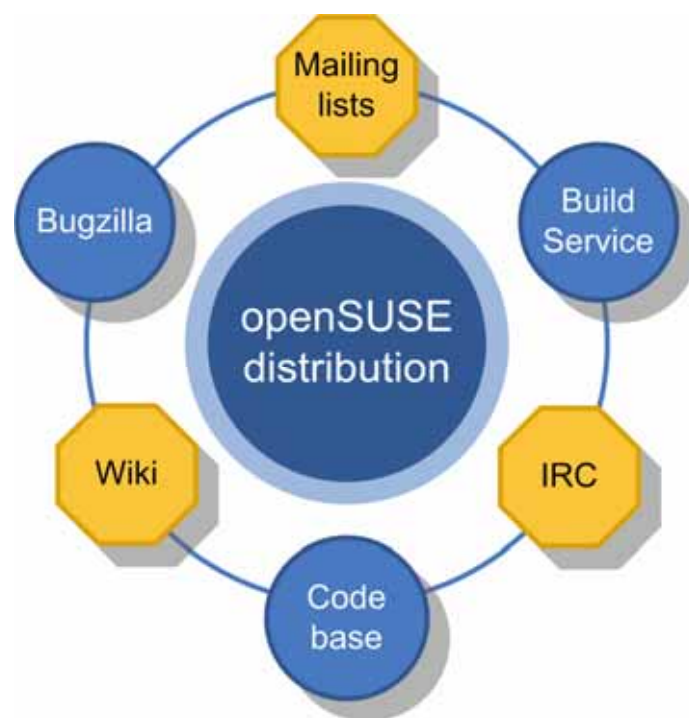 Mailing
lists
Bugzilla
Build
Service
openSUSE
distribution
Wiki
IRC
Code
base